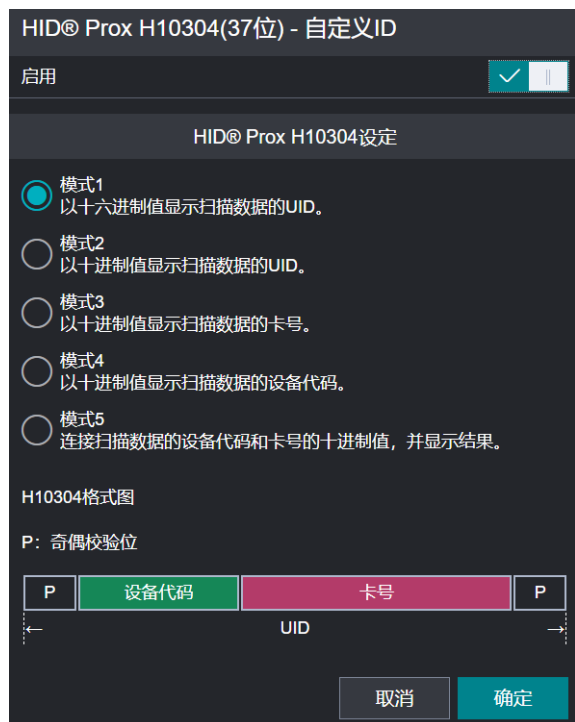 HID® Prox H10304(37位) - 自定义ID
启用
HID® Prox H10304设定
模式1
以十六进制值显示扫描数据的UID。
模式2
以十进制值显示扫描数据的UID。
模式3
以十进制值显示扫描数据的卡号。
模式4
以十进制值显示扫描数据的设备代码。
模式5
连接扫描数据的设备代码和卡号的十进制值，并显示结果。
H10304格式图
P：奇偶校验位
P 设备代码 卡号 P
← UID →
取消 确定